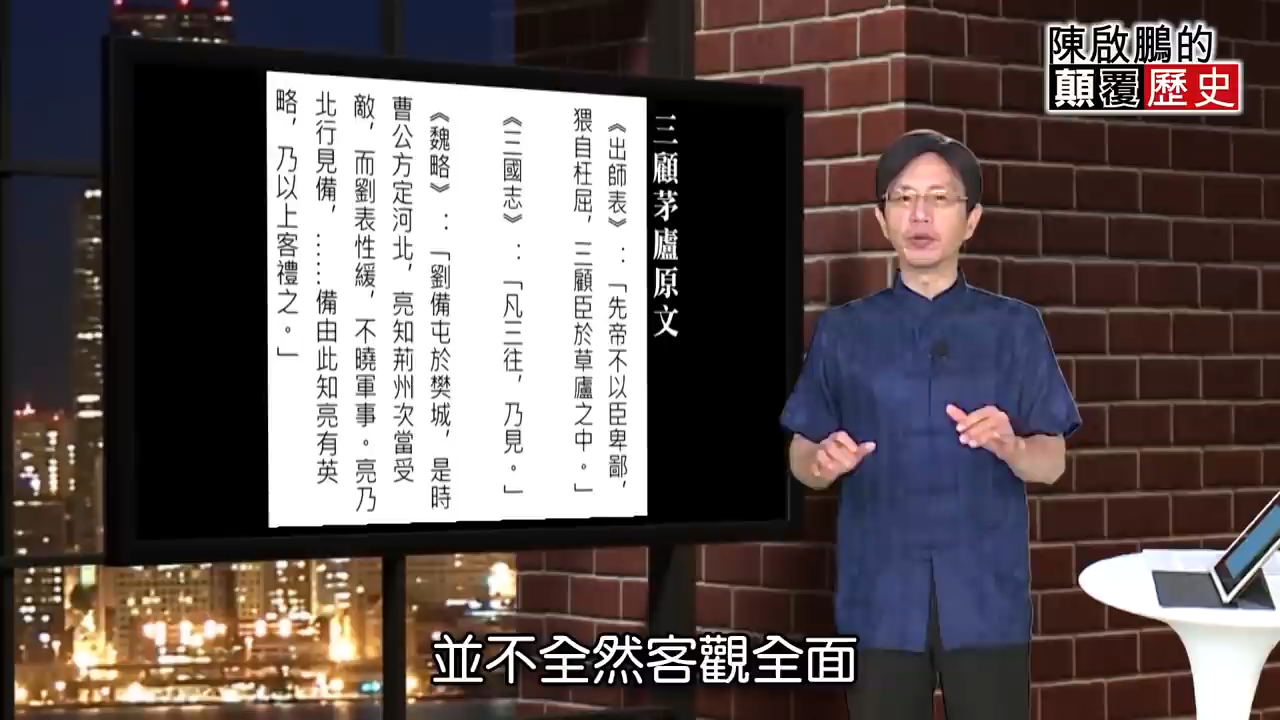 陳啟鵬的
顛覆歷史
三顧茅廬原文
《出師表》：「先帝不以臣卑鄙，
猥自枉屈，三顧臣於草廬之中。」
《三國志》：「凡三往，乃見。」
《魏略》：「劉備屯於樊城，是時
曹公方定河北，亮知荊州次當受
敵，而劉表性緩，不曉軍事。亮乃
北行見備，……備由此知亮有英
略，乃以上客禮之。」
並不全然客觀全面